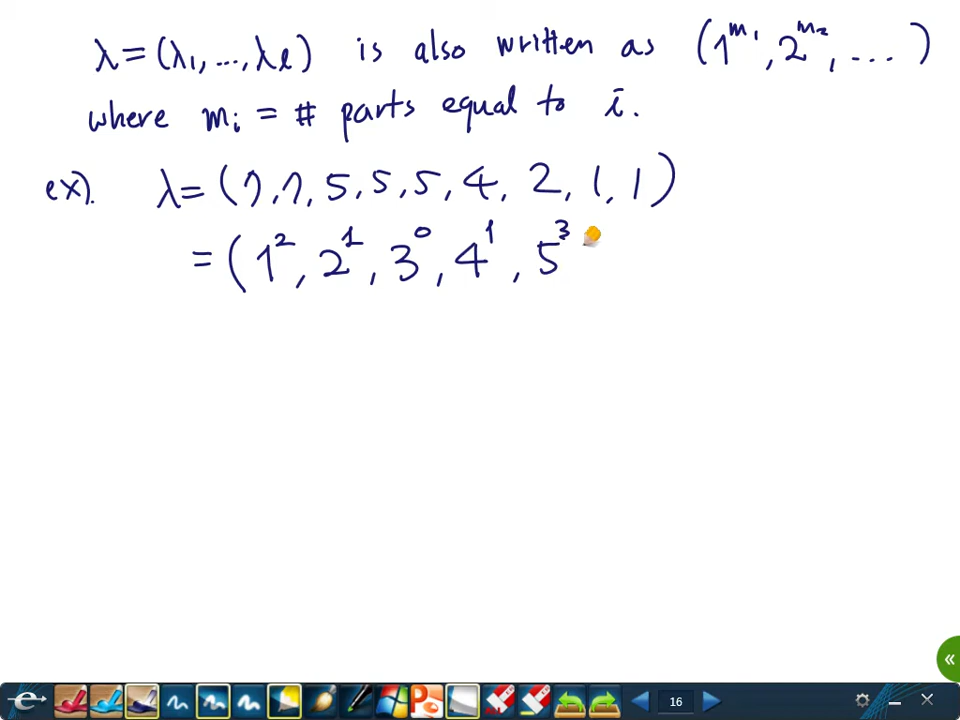 λ=(λ1,...,λℓ) is also written as (1^m1, 2^m2, ...)
where mi = # parts equal to i.
ex). λ=(7,7,5,5,5,4,2,1,1)
=(1^2, 2^1, 3^0, 4^1, 5^3
16